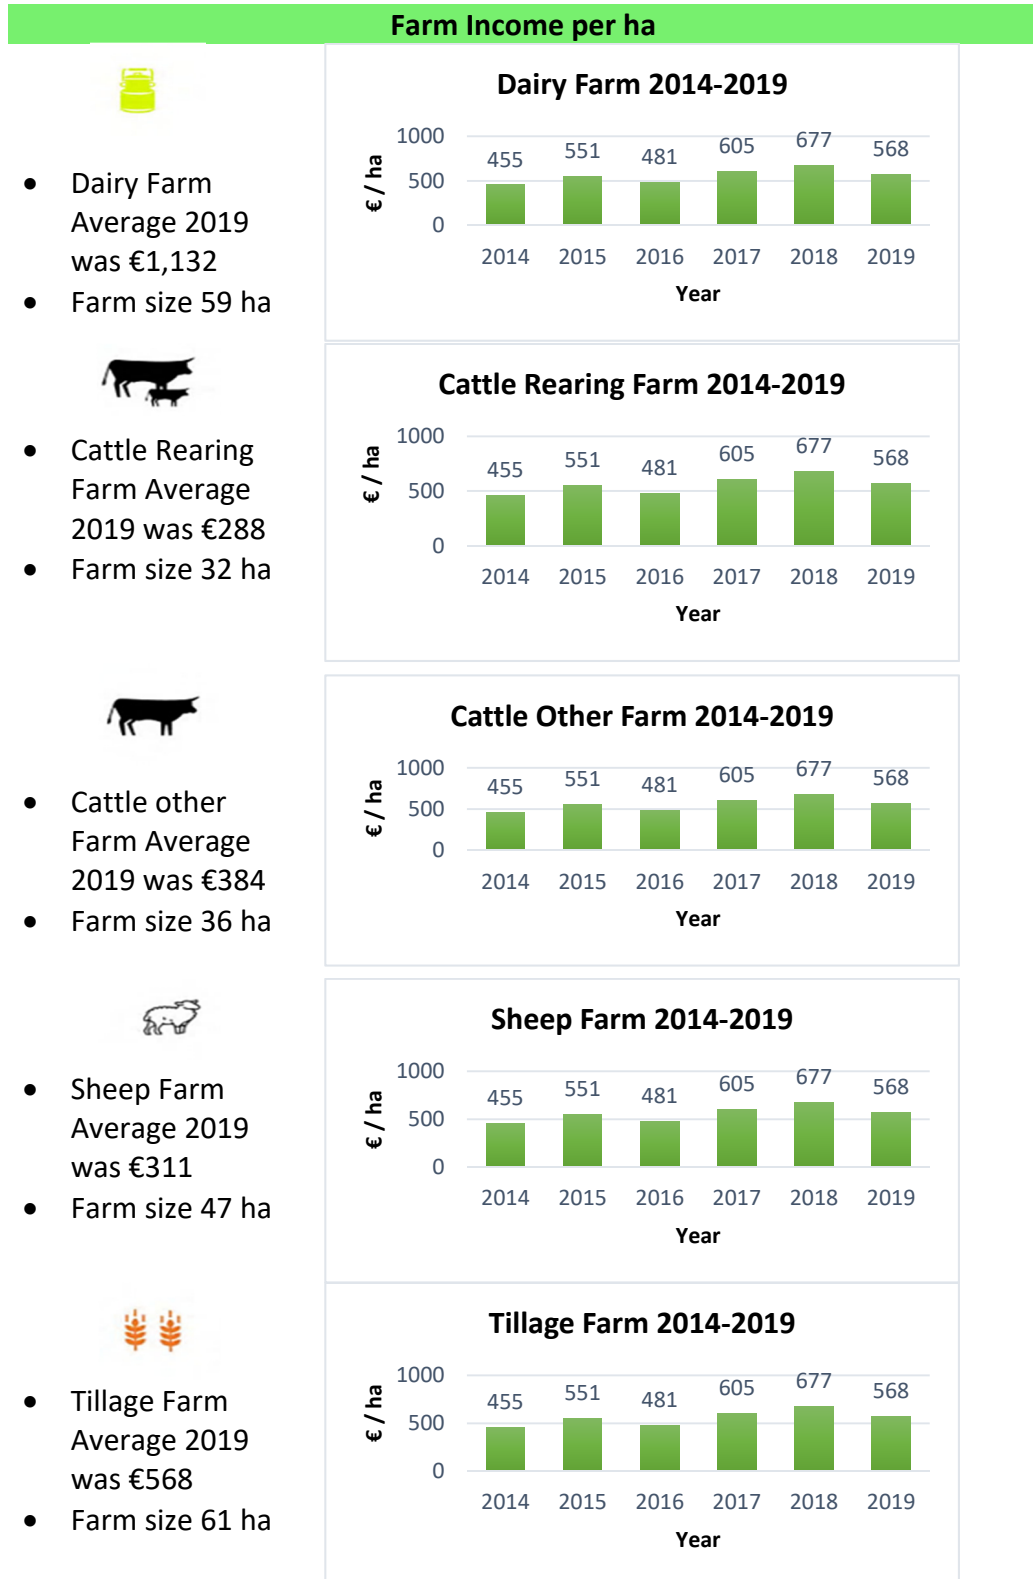 Farm Income per ha
• Dairy Farm
Average 2019
was €1,132
• Farm size 59 ha
Dairy Farm 2014-2019
€ / ha
1000
500
0
455 551 481 605 677 568
2014 2015 2016 2017 2018 2019
Year
• Cattle Rearing
Farm Average
2019 was €288
• Farm size 32 ha
Cattle Rearing Farm 2014-2019
€ / ha
1000
500
0
455 551 481 605 677 568
2014 2015 2016 2017 2018 2019
Year
• Cattle other
Farm Average
2019 was €384
• Farm size 36 ha
Cattle Other Farm 2014-2019
€ / ha
1000
500
0
455 551 481 605 677 568
2014 2015 2016 2017 2018 2019
Year
• Sheep Farm
Average 2019
was €311
• Farm size 47 ha
Sheep Farm 2014-2019
€ / ha
1000
500
0
455 551 481 605 677 568
2014 2015 2016 2017 2018 2019
Year
• Tillage Farm
Average 2019
was €568
• Farm size 61 ha
Tillage Farm 2014-2019
€ / ha
1000
500
0
455 551 481 605 677 568
2014 2015 2016 2017 2018 2019
Year